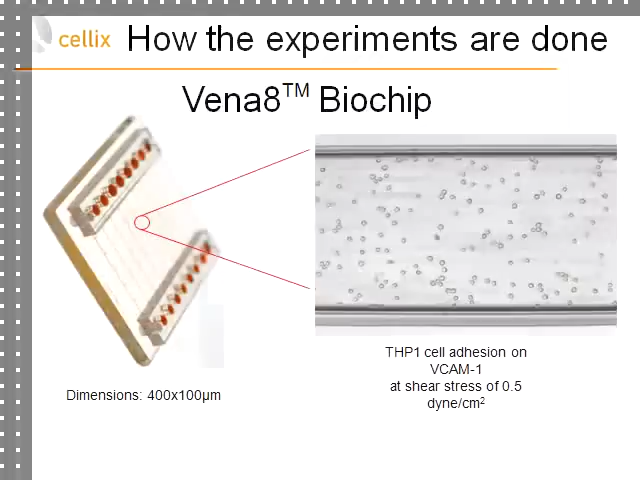 cellix How the experiments are done
Vena8™ Biochip
THP1 cell adhesion on
VCAM-1
at shear stress of 0.5
dyne/cm²
Dimensions: 400x100µm